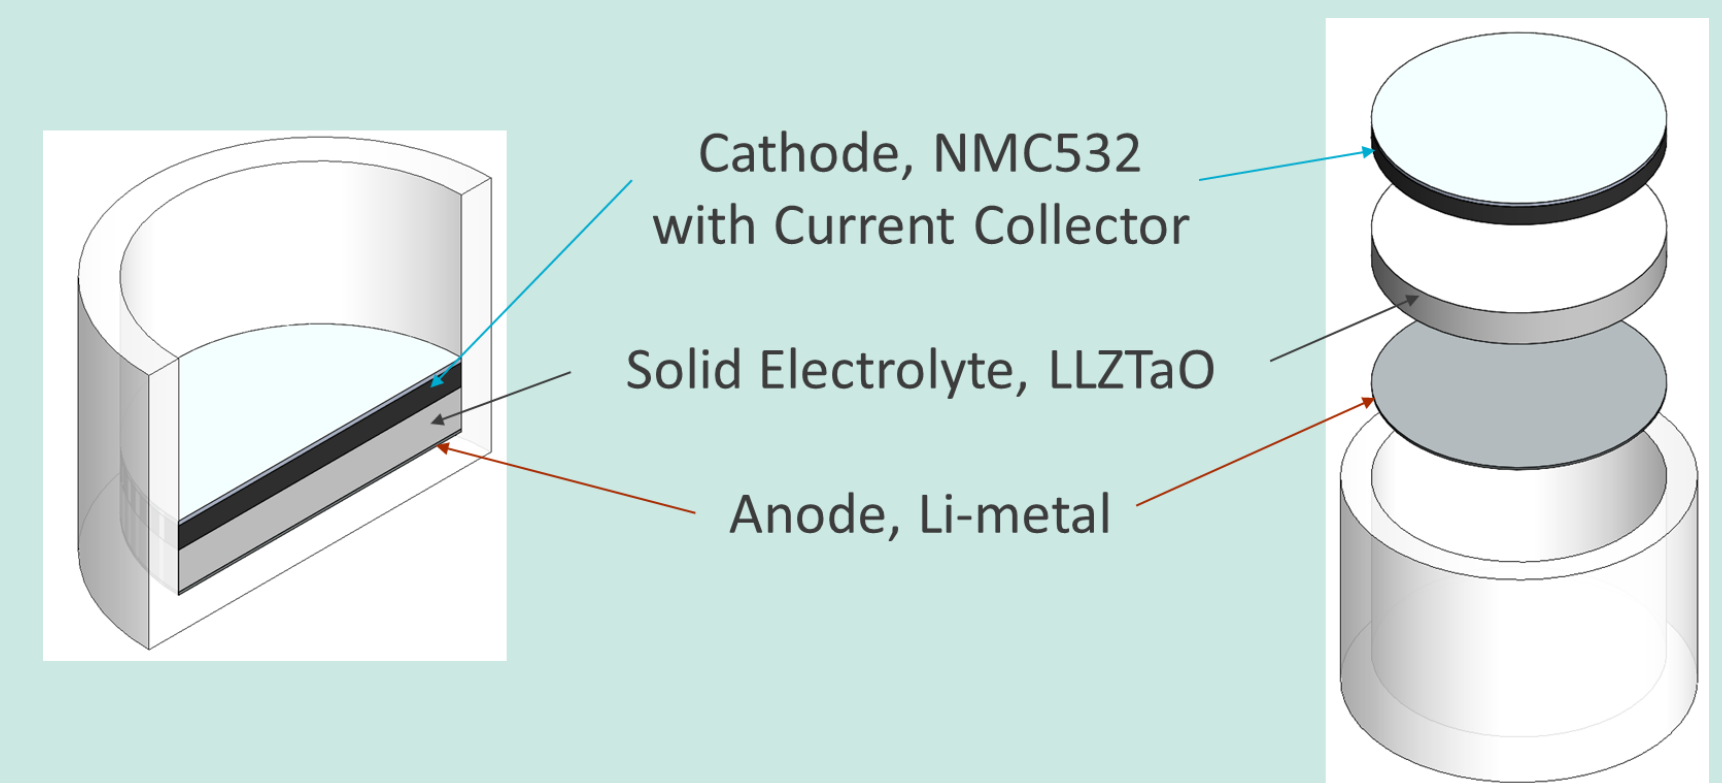 Cathode, NMC532
with Current Collector
Solid Electrolyte, LLZTaO
Anode, Li-metal